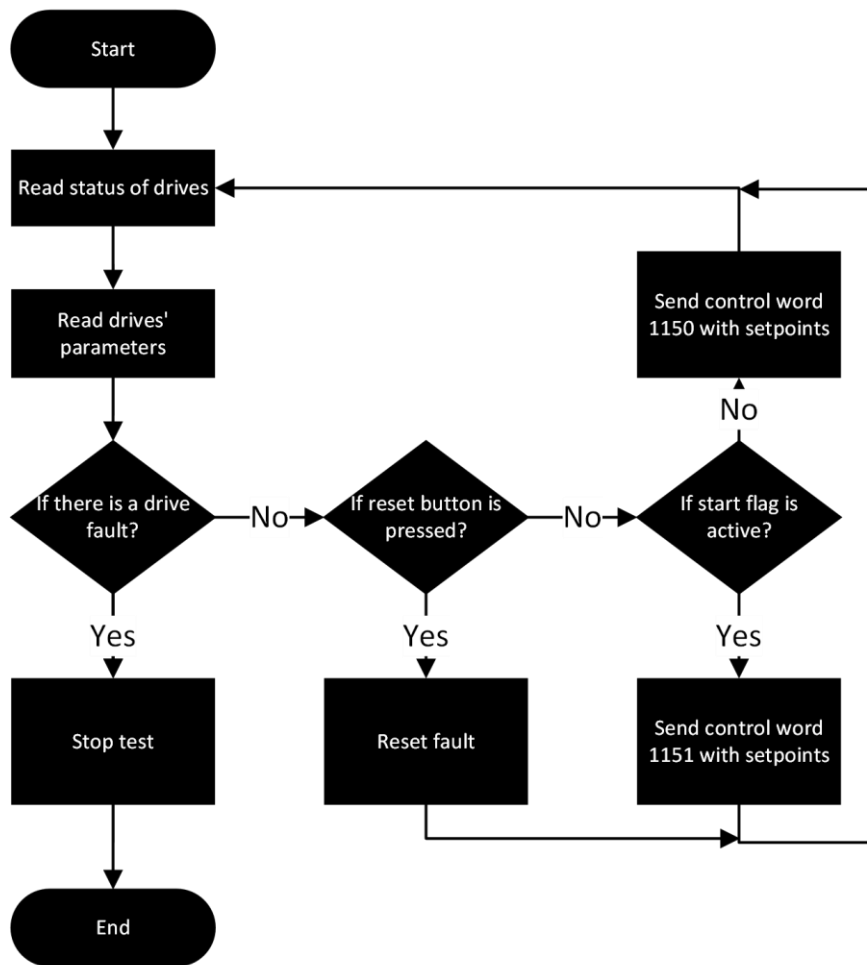 Start
Read status of drives
Read drives'
parameters
Send control word
1150 with setpoints
No
If there is a drive
fault?
No
If reset button is
pressed?
No
If start flag is
active?
Yes
Yes
Yes
Stop test
Reset fault
Send control word
1151 with setpoints
End